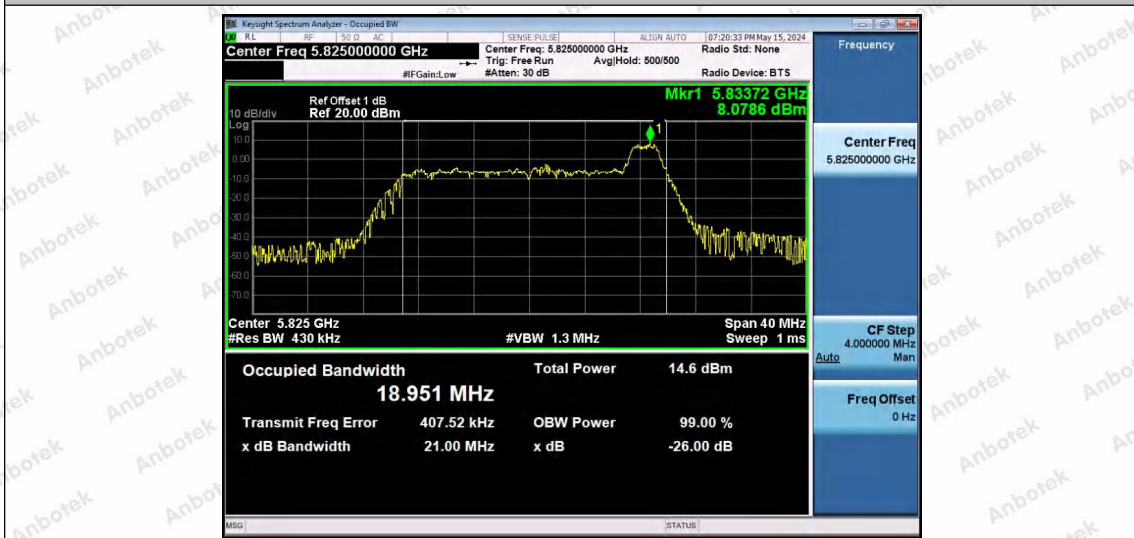 Keysight Spectrum Analyzer - Occupied BW
RL RF 50 Ω AC SENSE:PULSE ALIGN AUTO 07:20:33 PM May 15, 2024
Center Freq 5.825000000 GHz
Center Freq: 5.825000000 GHz
Radio Std: None
Trig: Free Run Avg|Hold: 500/500
#IFGain:Low
#Atten: 30 dB
Radio Device: BTS
Frequency
Mkr1 5.83372 GHz
8.0786 dBm
Ref Offset 1 dB
10 dB/div Ref 20.00 dBm
Log
10.0
0.00
-10.0
-20.0
-30.0
-40.0
-50.0
-60.0
-70.0
1
Center 5.825 GHz
Span 40 MHz
#Res BW 430 kHz
#VBW 1.3 MHz
Sweep 1 ms
Center Freq
5.825000000 GHz
CF Step
4.000000 MHz
Auto Man
Freq Offset
0 Hz
Occupied Bandwidth
18.951 MHz
Total Power 14.6 dBm
Transmit Freq Error 407.52 kHz
OBW Power 99.00 %
x dB Bandwidth 21.00 MHz
x dB -26.00 dB
MSG
STATUS
Anbotek